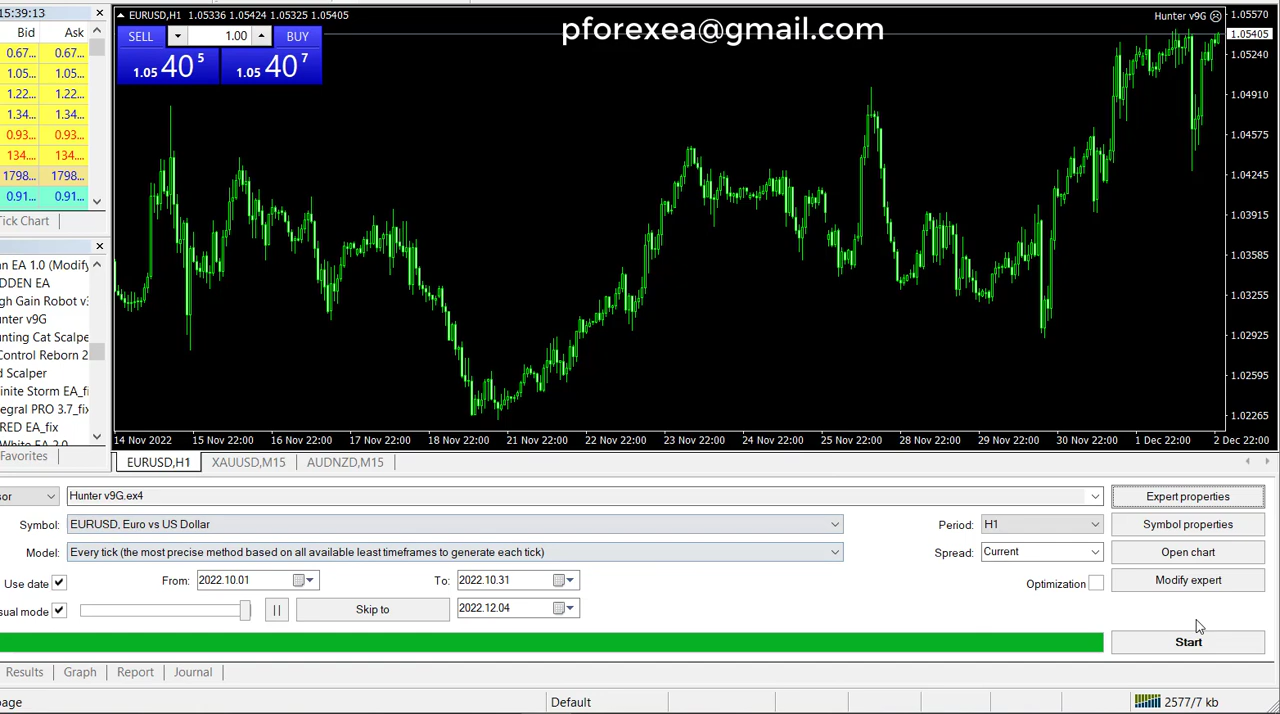 15:39:13
Bid Ask
0.67... 0.67...
1.05... 1.05...
1.22... 1.22...
1.34... 1.34...
0.93... 0.93...
134.... 134....
1798... 1798...
0.91... 0.91...
Tick Chart
an EA 1.0 (Modify
DDEN EA
gh Gain Robot v3
unter v9G
unting Cat Scalpe
Control Reborn 2
d Scalper
inite Storm EA_fi
egral PRO 3.7_fix
RED EA_fix
White EA 2.0
Favorites
EURUSD,H1 1.05336 1.05424 1.05325 1.05405
SELL 1.00 BUY
1.05 40 5 1.05 40 7
pforexea@gmail.com
Hunter v9G
1.05570
1.05405
1.05240
1.04910
1.04575
1.04245
1.03915
1.03585
1.03255
1.02925
1.02595
1.02265
14 Nov 2022 15 Nov 22:00 16 Nov 22:00 17 Nov 22:00 18 Nov 22:00 21 Nov 22:00 22 Nov 22:00 23 Nov 22:00 24 Nov 22:00 25 Nov 22:00 28 Nov 22:00 29 Nov 22:00 30 Nov 22:00 1 Dec 22:00 2 Dec 22:00
EURUSD,H1 XAUUSD,M15 AUDNZD,M15
sor Hunter v9G.ex4 Expert properties
Symbol: EURUSD, Euro vs US Dollar Period: H1 Symbol properties
Model: Every tick (the most precise method based on all available least timeframes to generate each tick) Spread: Current Open chart
Use date From: 2022.10.01 To: 2022.10.31 Optimization Modify expert
sual mode Skip to 2022.12.04
Start
Results Graph Report Journal
page Default 2577/7 kb